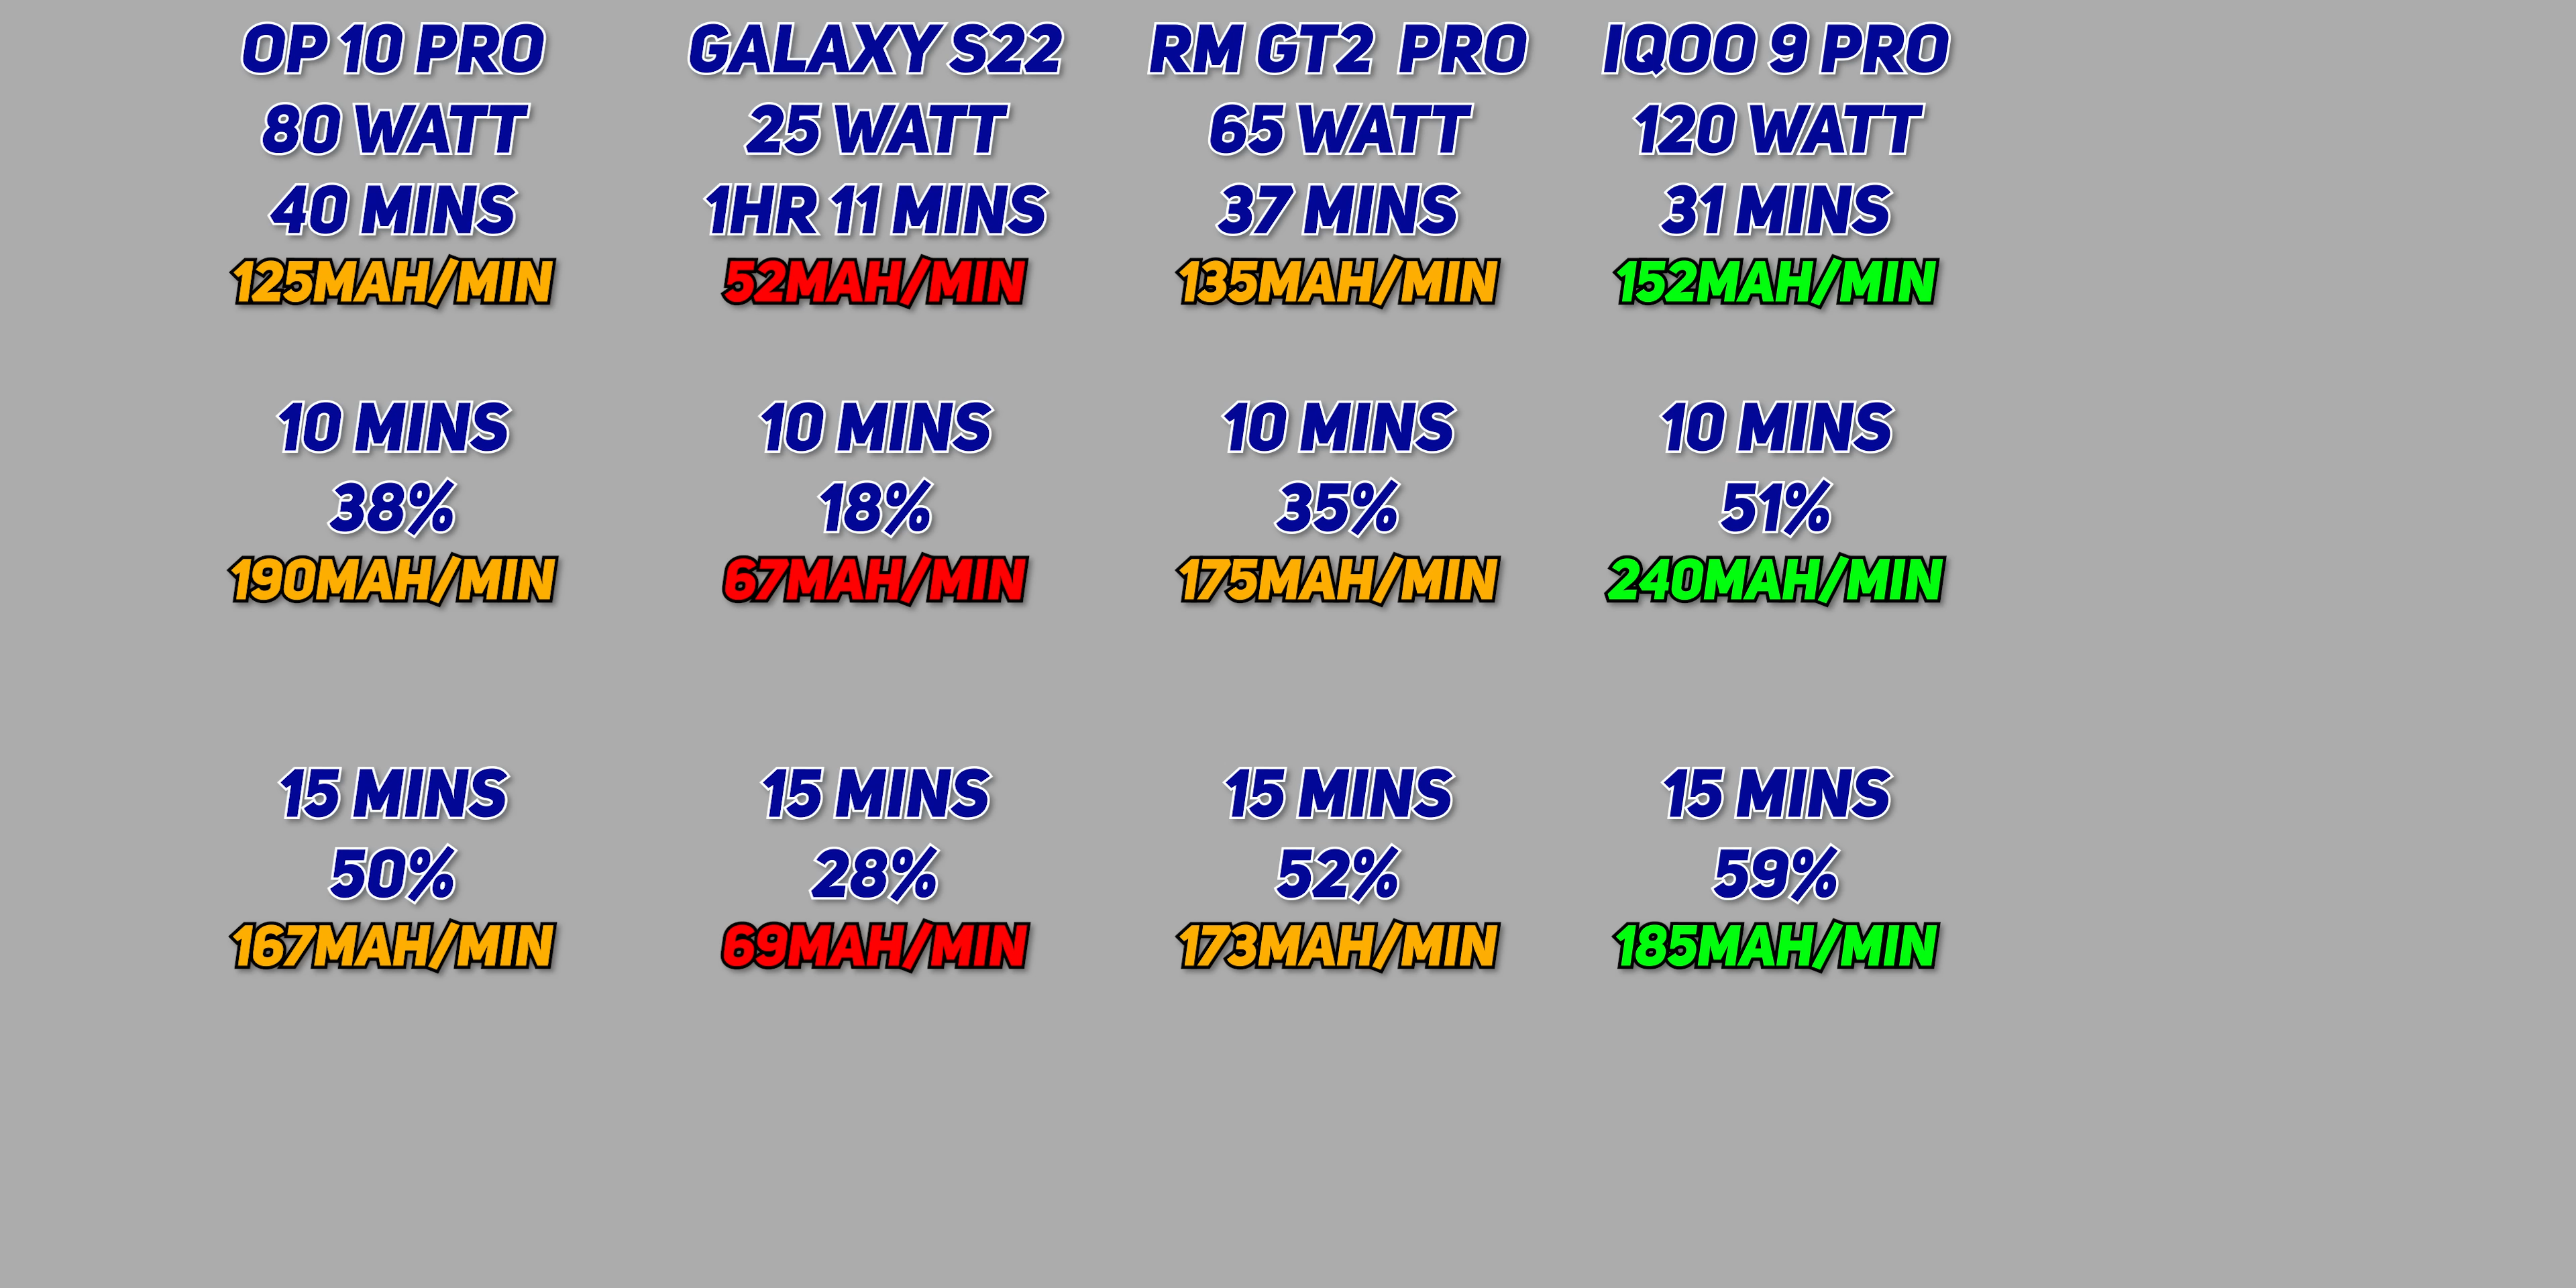 OP 10 PRO
80 WATT
40 MINS
125MAH/MIN
10 MINS
38%
190MAH/MIN
15 MINS
50%
167MAH/MIN
GALAXY S22
25 WATT
1HR 11 MINS
52MAH/MIN
10 MINS
18%
67MAH/MIN
15 MINS
28%
69MAH/MIN
RM GT2 PRO
65 WATT
37 MINS
135MAH/MIN
10 MINS
35%
175MAH/MIN
15 MINS
52%
173MAH/MIN
IQOO 9 PRO
120 WATT
31 MINS
152MAH/MIN
10 MINS
51%
240MAH/MIN
15 MINS
59%
185MAH/MIN